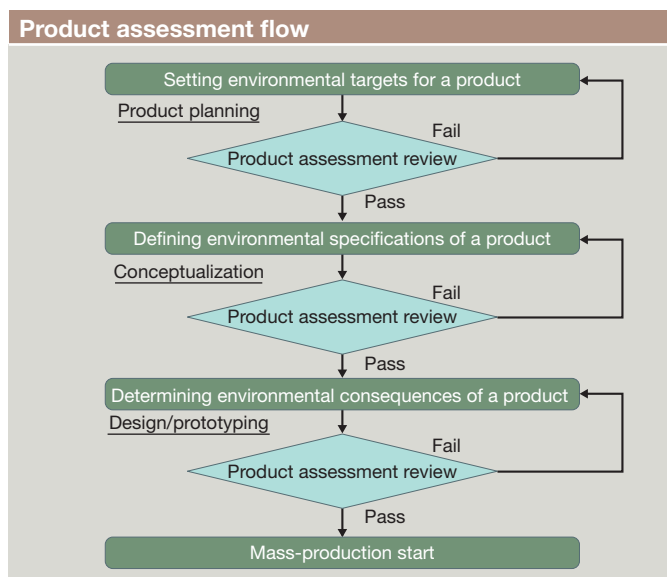 Product assessment flow
Setting environmental targets for a product
Product planning
Fail
Product assessment review
Pass
Defining environmental specifications of a product
Conceptualization
Fail
Product assessment review
Pass
Determining environmental consequences of a product
Design/prototyping
Fail
Product assessment review
Pass
Mass-production start